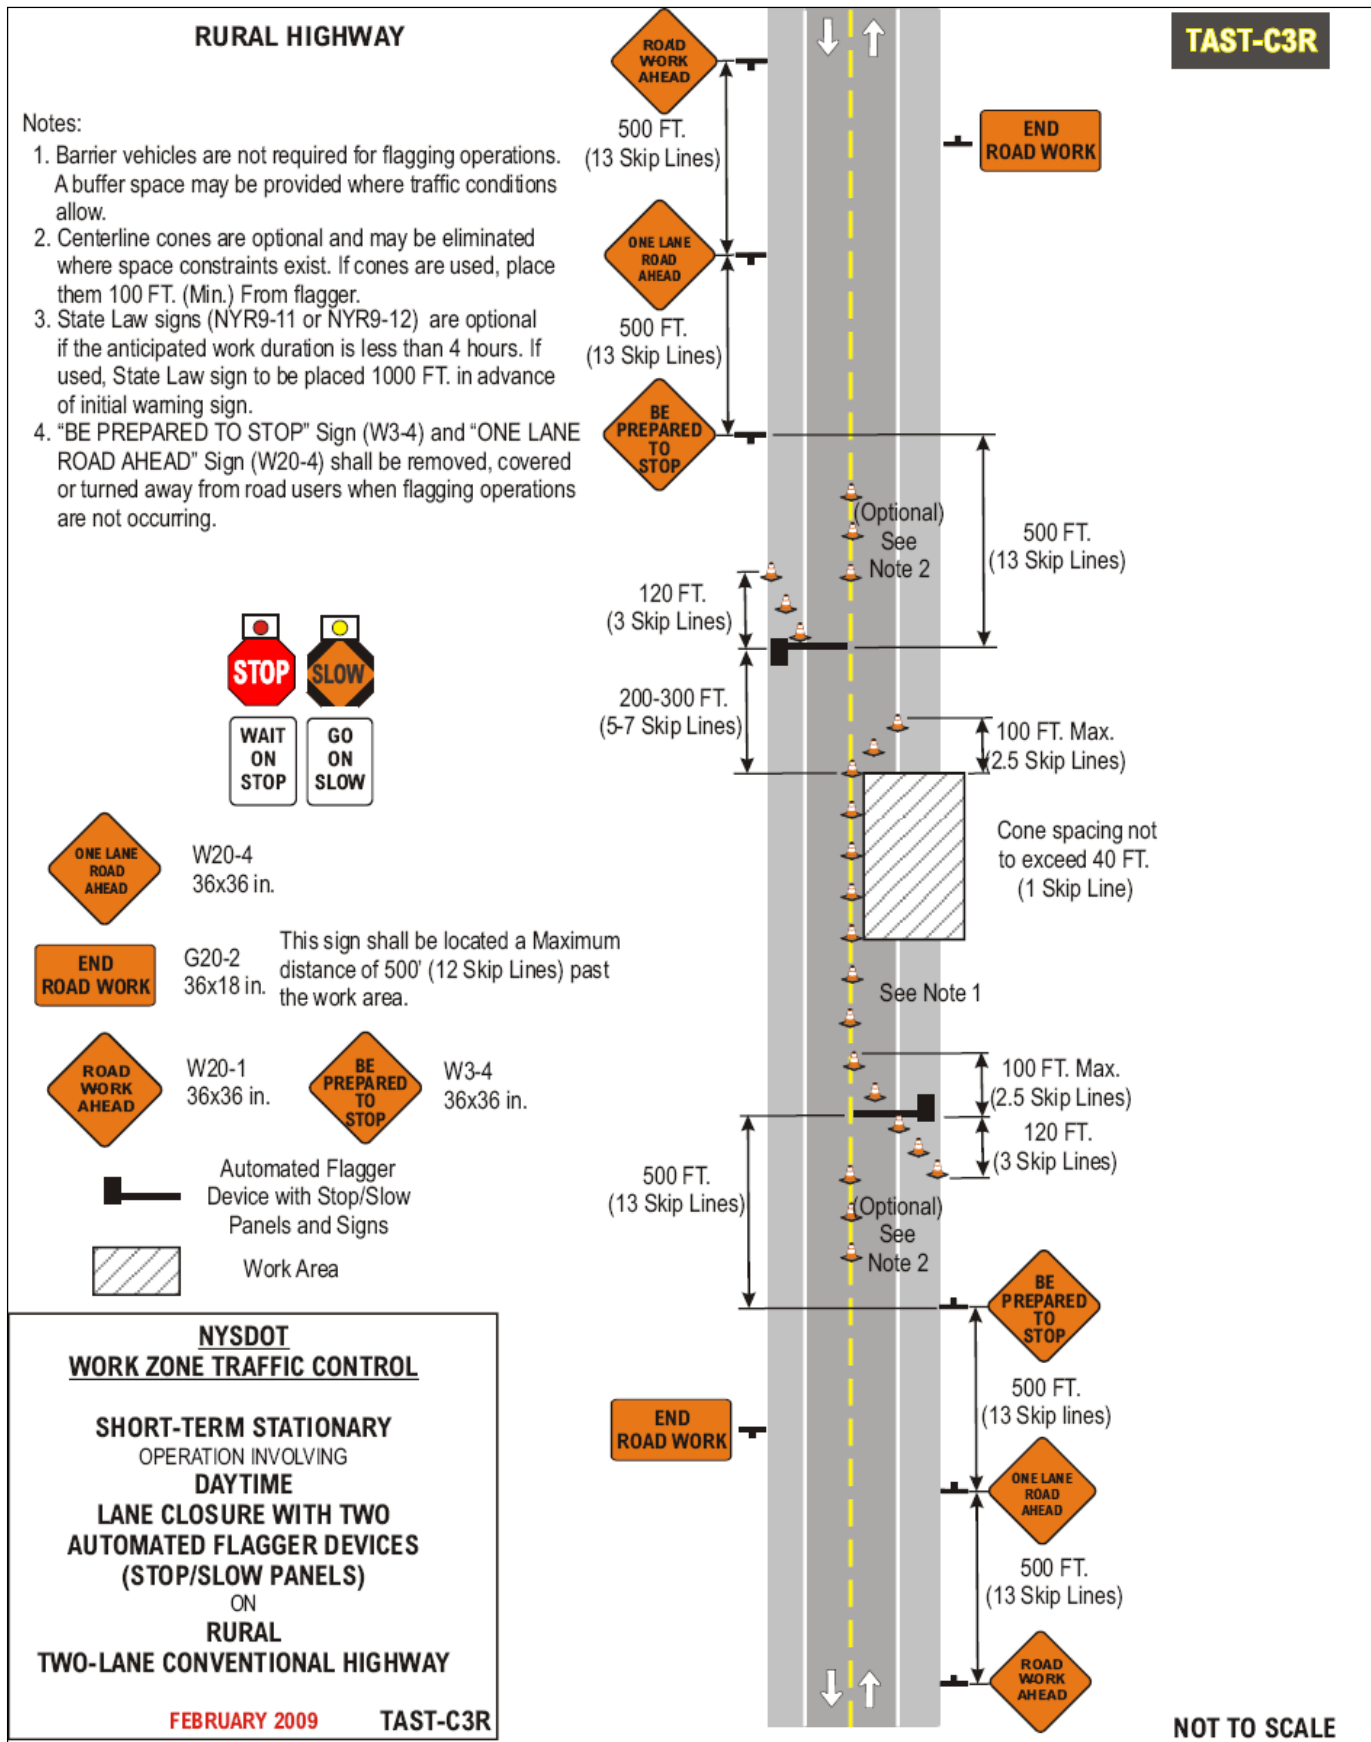 RURAL HIGHWAY
TAST-C3R
Notes:
1. Barrier vehicles are not required for flagging operations.
A buffer space may be provided where traffic conditions
allow.
2. Centerline cones are optional and may be eliminated
where space constraints exist. If cones are used, place
them 100 FT. (Min.) From flagger.
3. State Law signs (NYR9-11 or NYR9-12) are optional
if the anticipated work duration is less than 4 hours. If
used, State Law sign to be placed 1000 FT. in advance
of initial warning sign.
4. “BE PREPARED TO STOP” Sign (W3-4) and “ONE LANE
ROAD AHEAD” Sign (W20-4) shall be removed, covered
or turned away from road users when flagging operations
are not occurring.
STOP
SLOW
WAIT
ON
STOP
GO
ON
SLOW
ONE LANE
ROAD
AHEAD
W20-4
36x36 in.
END
ROAD WORK
G20-2
36x18 in.
This sign shall be located a Maximum
distance of 500' (12 Skip Lines) past
the work area.
ROAD
WORK
AHEAD
W20-1
36x36 in.
BE
PREPARED
TO
STOP
W3-4
36x36 in.
Automated Flagger
Device with Stop/Slow
Panels and Signs
Work Area
NYSDOT
WORK ZONE TRAFFIC CONTROL
SHORT-TERM STATIONARY
OPERATION INVOLVING
DAYTIME
LANE CLOSURE WITH TWO
AUTOMATED FLAGGER DEVICES
(STOP/SLOW PANELS)
ON
RURAL
TWO-LANE CONVENTIONAL HIGHWAY
FEBRUARY 2009
TAST-C3R
ROAD
WORK
AHEAD
500 FT.
(13 Skip Lines)
END
ROAD WORK
ONE LANE
ROAD
AHEAD
500 FT.
(13 Skip Lines)
BE
PREPARED
TO
STOP
(Optional)
See
Note 2
500 FT.
(13 Skip Lines)
120 FT.
(3 Skip Lines)
200-300 FT.
(5-7 Skip Lines)
100 FT. Max.
(2.5 Skip Lines)
Cone spacing not
to exceed 40 FT.
(1 Skip Line)
See Note 1
100 FT. Max.
(2.5 Skip Lines)
120 FT.
(3 Skip Lines)
500 FT.
(13 Skip Lines)
(Optional)
See
Note 2
BE
PREPARED
TO
STOP
500 FT.
(13 Skip lines)
END
ROAD WORK
ONE LANE
ROAD
AHEAD
500 FT.
(13 Skip Lines)
ROAD
WORK
AHEAD
NOT TO SCALE